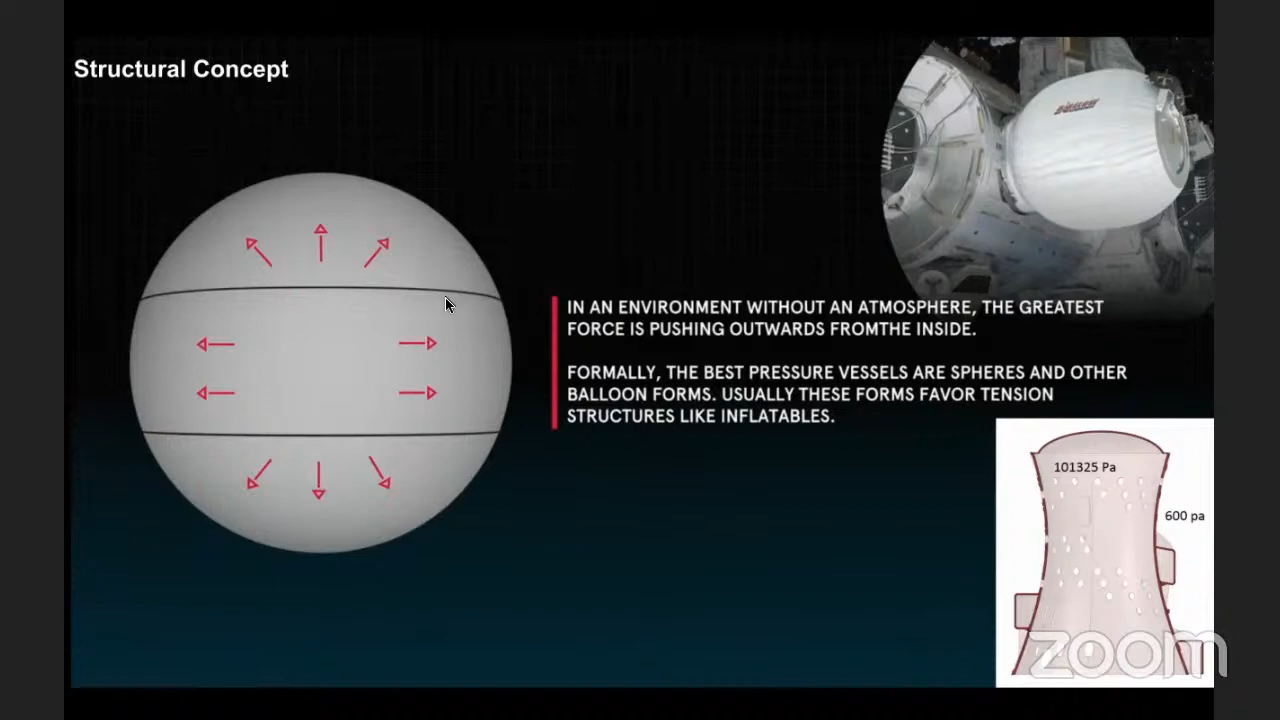 Structural Concept
IN AN ENVIRONMENT WITHOUT AN ATMOSPHERE, THE GREATEST
FORCE IS PUSHING OUTWARDS FROMTHE INSIDE.
FORMALLY, THE BEST PRESSURE VESSELS ARE SPHERES AND OTHER
BALLOON FORMS. USUALLY THESE FORMS FAVOR TENSION
STRUCTURES LIKE INFLATABLES.
101325 Pa
600 pa
zoom